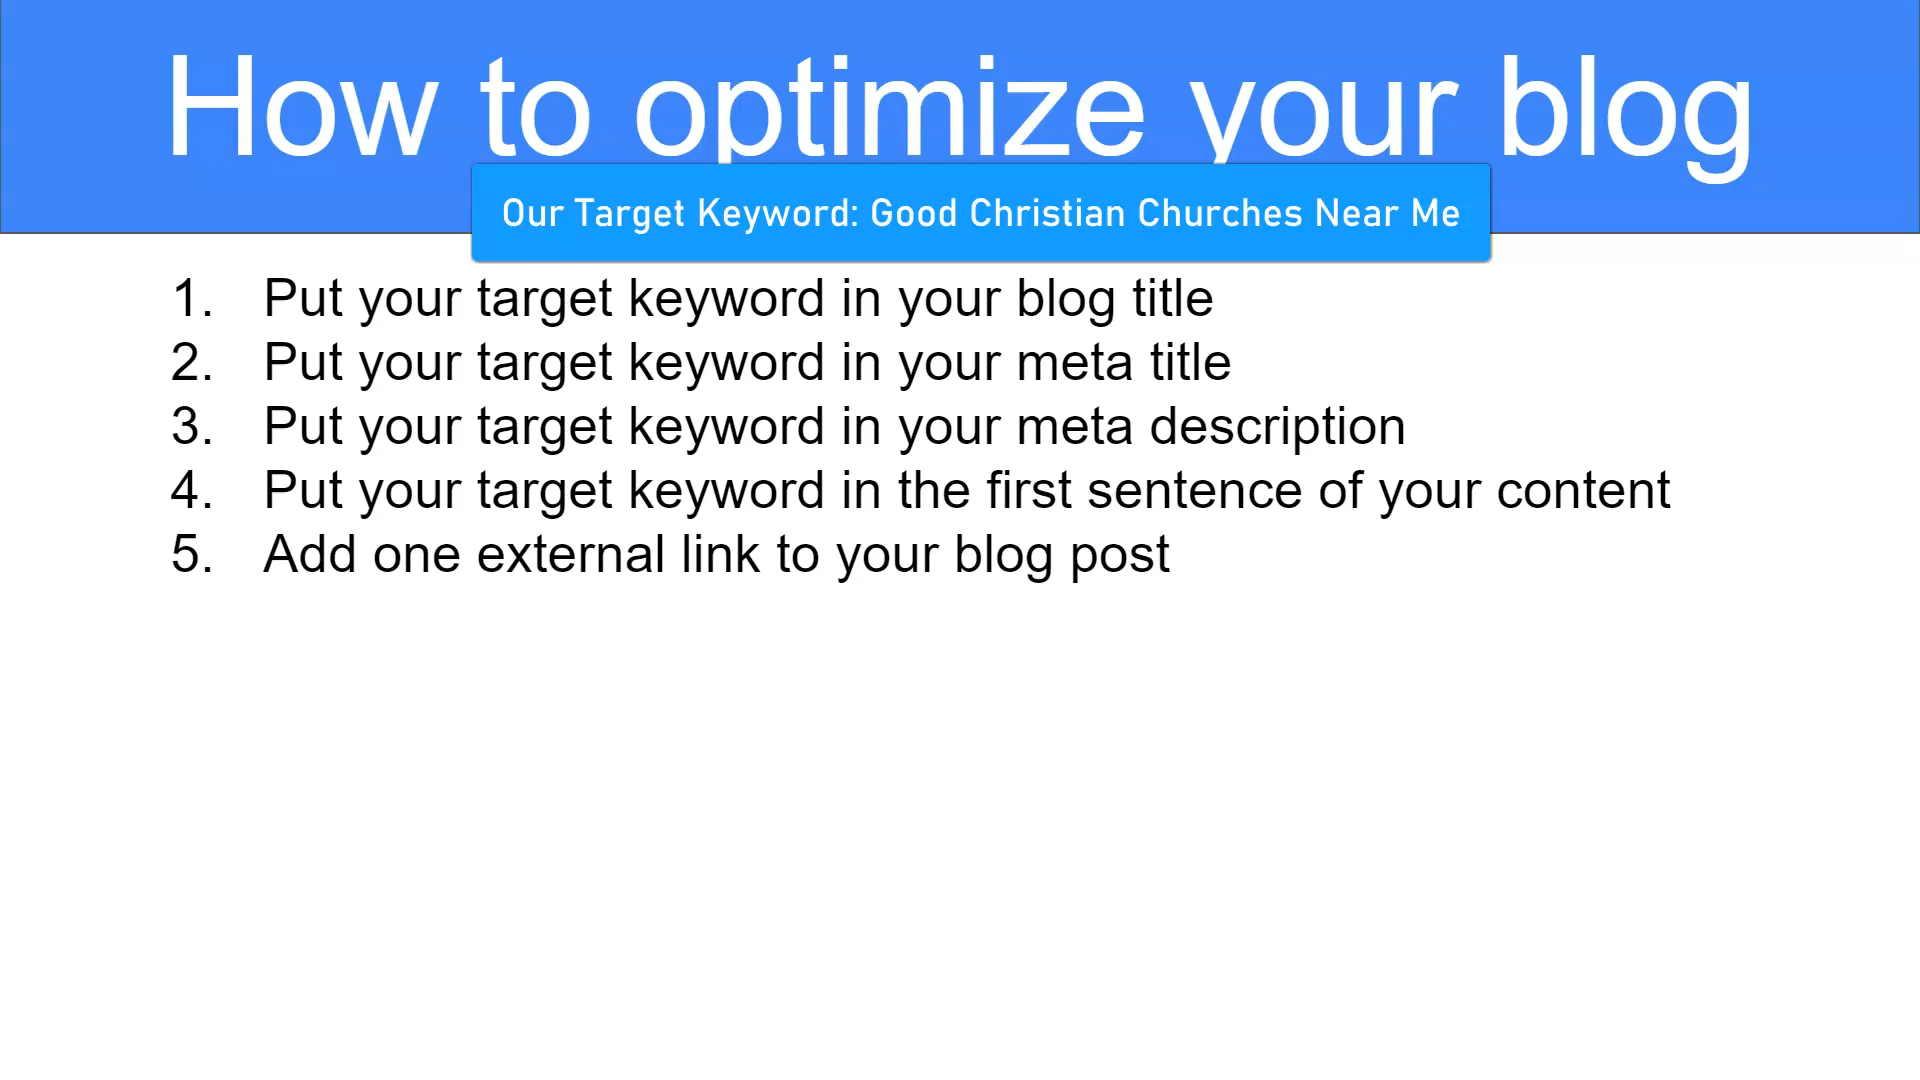 How to optimize your blog
Our Target Keyword: Good Christian Churches Near Me
1. Put your target keyword in your blog title
2. Put your target keyword in your meta title
3. Put your target keyword in your meta description
4. Put your target keyword in the first sentence of your content
5. Add one external link to your blog post